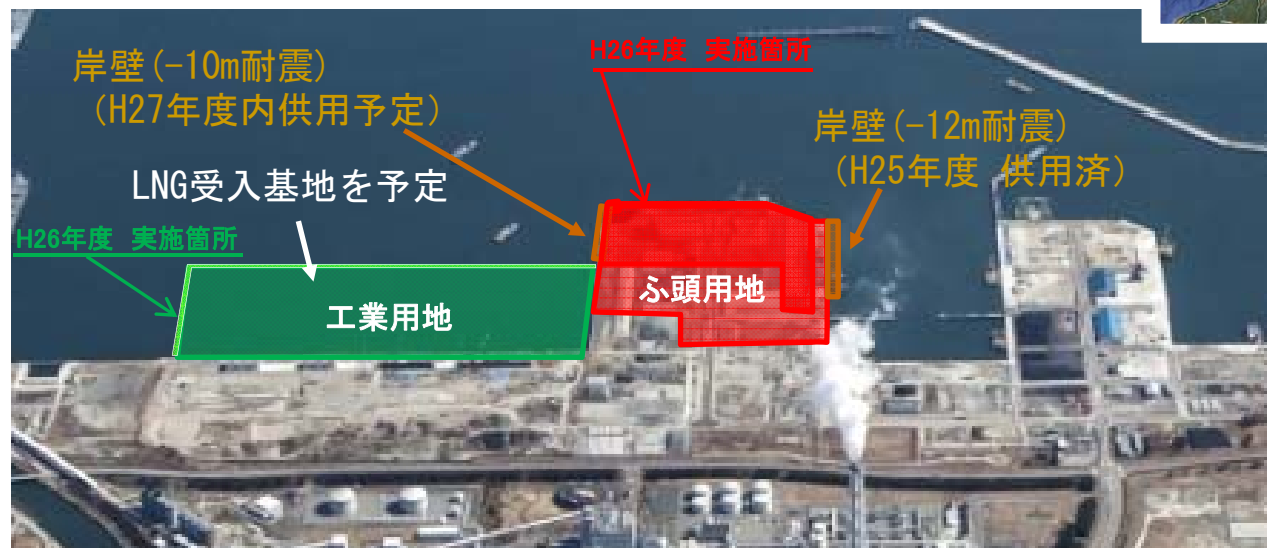 H26年度 実施箇所
岸壁(-10m耐震)
(H27年度内供用予定)
岸壁(-12m耐震)
(H25年度 供用済)
LNG受入基地を予定
H26年度 実施箇所
ふ頭用地
工業用地